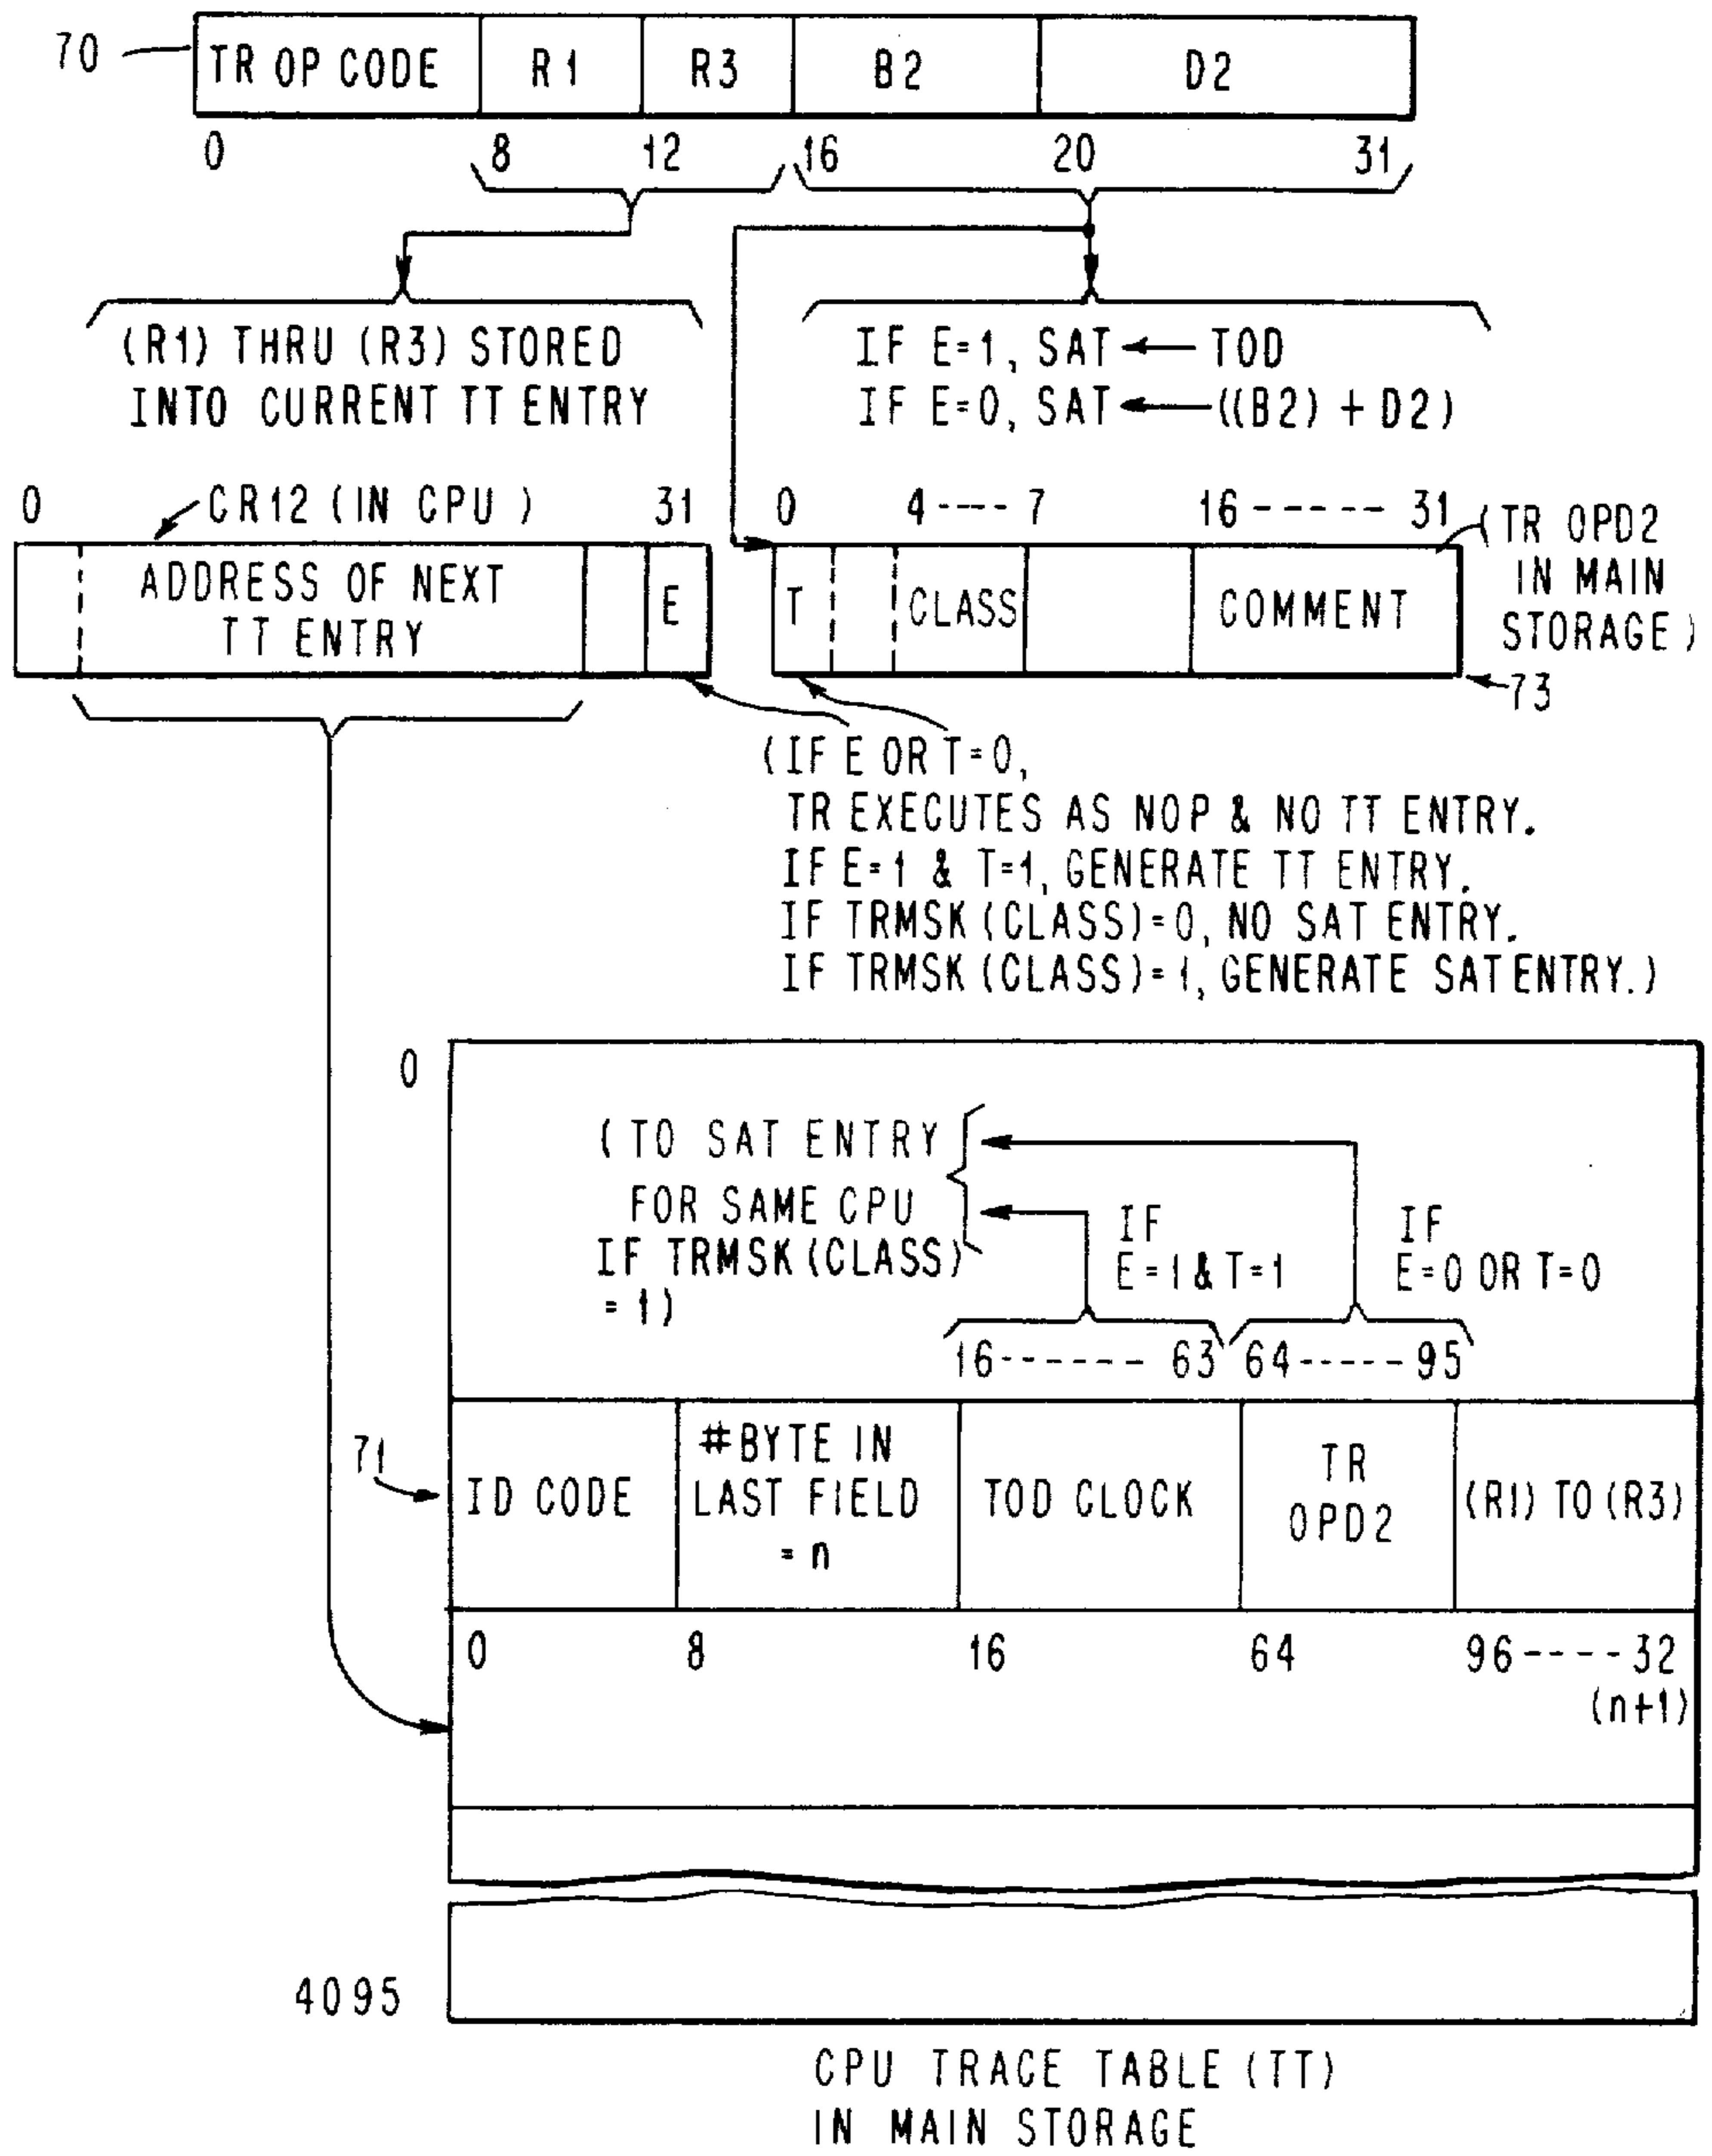 70
TR OP CODE R1 R3 B2 D2
0 8 12 16 20 31
(R1) THRU (R3) STORED
INTO CURRENT TT ENTRY
IF E=1, SAT ← TOD
IF E=0, SAT ← ((B2) + D2)
0 CR12 (IN CPU ) 31
ADDRESS OF NEXT
TT ENTRY
E
0 4 ---- 7 16 ----- 31
T CLASS COMMENT
(TR OPD2
IN MAIN
STORAGE)
73
(IF E OR T=0,
TR EXECUTES AS NOP & NO TT ENTRY.
IF E=1 & T=1, GENERATE TT ENTRY.
IF TRMSK (CLASS)=0, NO SAT ENTRY.
IF TRMSK (CLASS)=1, GENERATE SAT ENTRY.)
0
(TO SAT ENTRY
FOR SAME CPU
IF TRMSK (CLASS)
= 1)
IF
E=1 & T=1
IF
E=0 OR T=0
16------- 63 64-----95
71
ID CODE
#BYTE IN
LAST FIELD
= n
TOD CLOCK
TR
OPD2
(R1) TO (R3)
0 8 16 64 96----32
(n+1)
4095
CPU TRACE TABLE (TT)
IN MAIN STORAGE